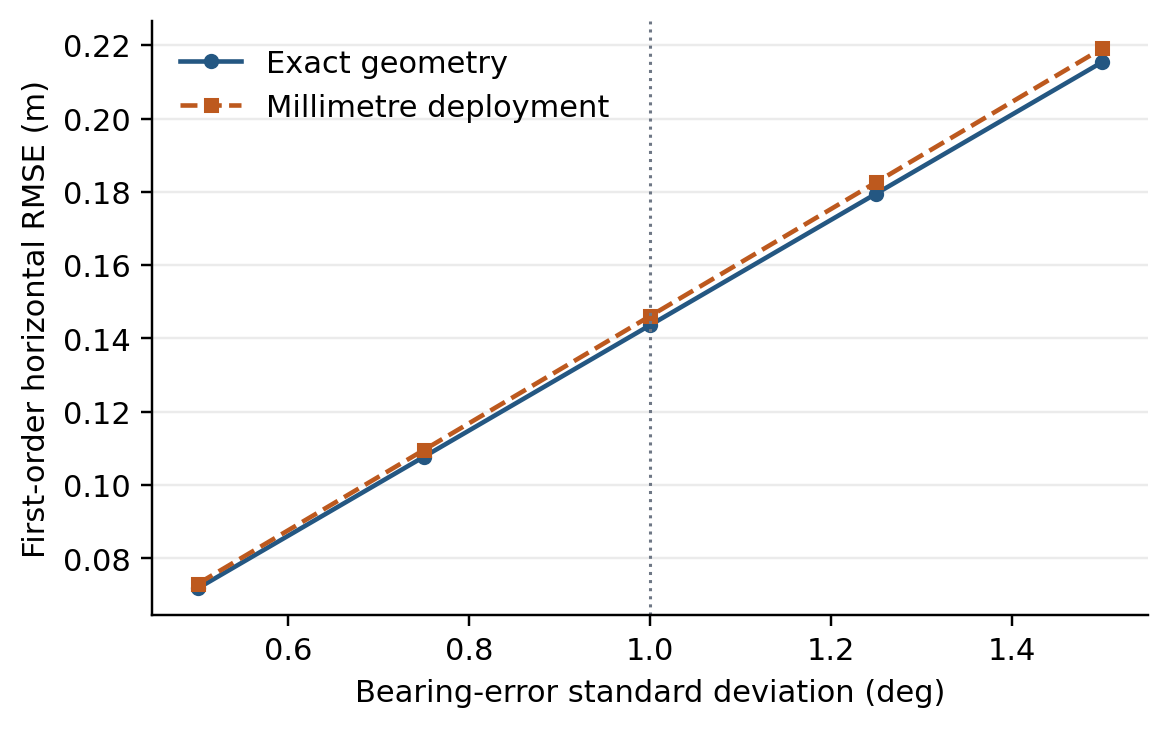 Exact geometry
Millimetre deployment
First-order horizontal RMSE (m)
0.22
0.20
0.18
0.16
0.14
0.12
0.10
0.08
0.6 0.8 1.0 1.2 1.4
Bearing-error standard deviation (deg)